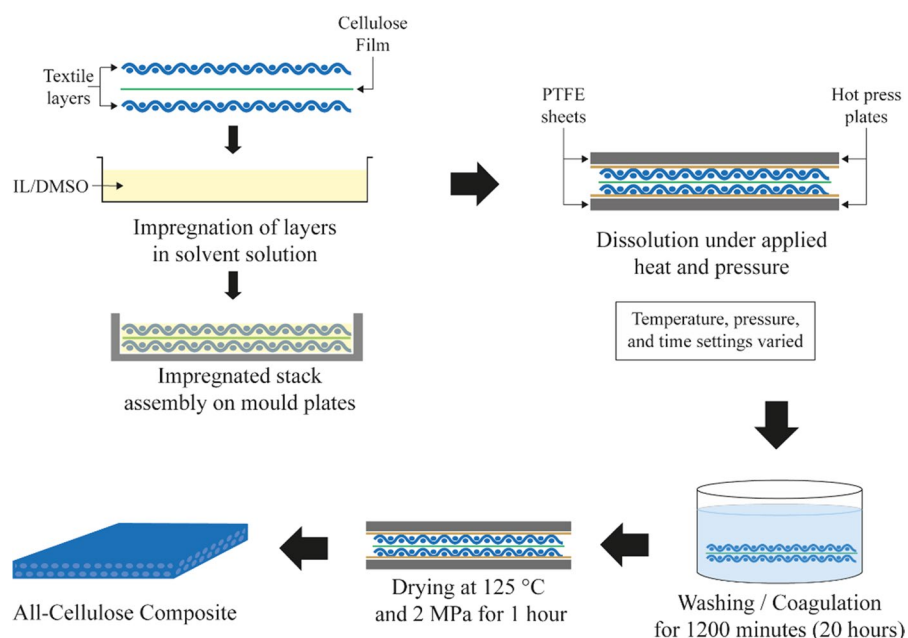 Cellulose
Film
Textile
layers
IL/DMSO
Impregnation of layers
in solvent solution
Impregnated stack
assembly on mould plates
PTFE
sheets
Hot press
plates
Dissolution under applied
heat and pressure
Temperature, pressure,
and time settings varied
Washing / Coagulation
for 1200 minutes (20 hours)
Drying at 125 °C
and 2 MPa for 1 hour
All-Cellulose Composite